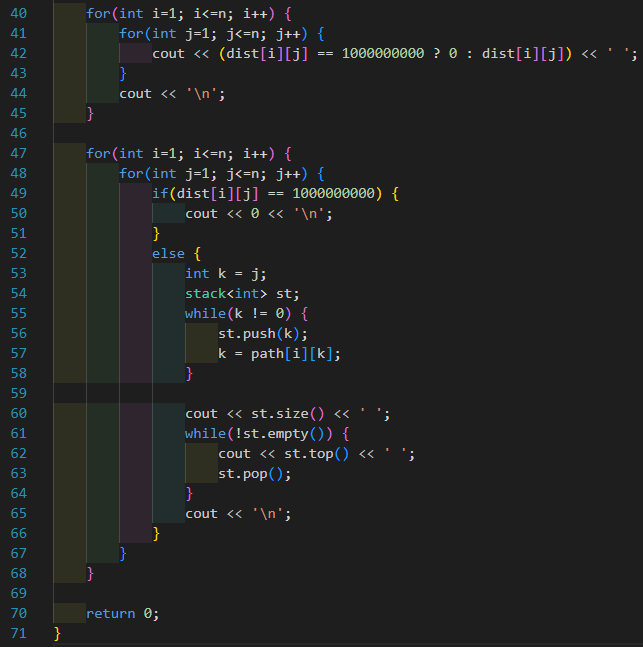 40 for(int i=1; i<=n; i++) {
41 for(int j=1; j<=n; j++) {
42 cout << (dist[i][j] == 1000000000 ? 0 : dist[i][j]) << ' ';
43 }
44 cout << '\n';
45 }
46
47 for(int i=1; i<=n; i++) {
48 for(int j=1; j<=n; j++) {
49 if(dist[i][j] == 1000000000) {
50 cout << 0 << '\n';
51 }
52 else {
53 int k = j;
54 stack<int> st;
55 while(k != 0) {
56 st.push(k);
57 k = path[i][k];
58 }
59
60 cout << st.size() << ' ';
61 while(!st.empty()) {
62 cout << st.top() << ' ';
63 st.pop();
64 }
65 cout << '\n';
66 }
67 }
68 }
69
70 return 0;
71 }